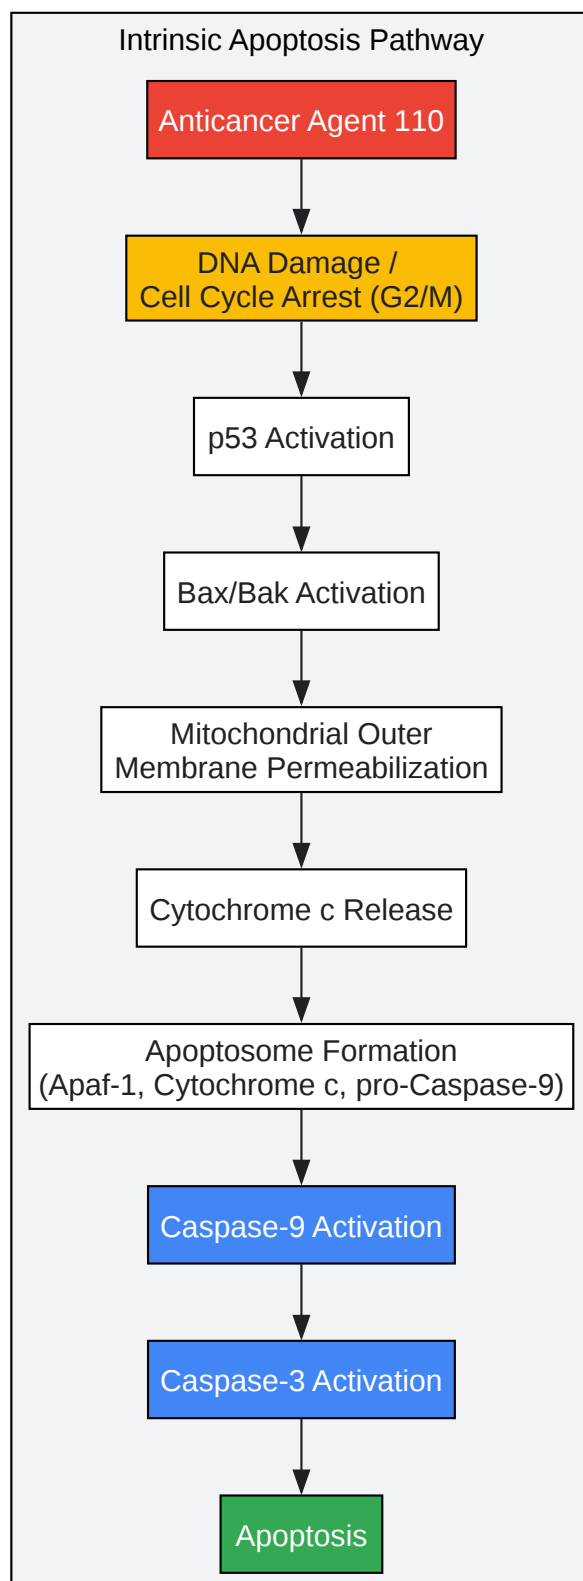 Intrinsic Apoptosis Pathway
Anticancer Agent 110
DNA Damage /
Cell Cycle Arrest (G2/M)
p53 Activation
Bax/Bak Activation
Mitochondrial Outer
Membrane Permeabilization
Cytochrome c Release
Apoptosome Formation
(Apaf-1, Cytochrome c, pro-Caspase-9)
Caspase-9 Activation
Caspase-3 Activation
Apoptosis